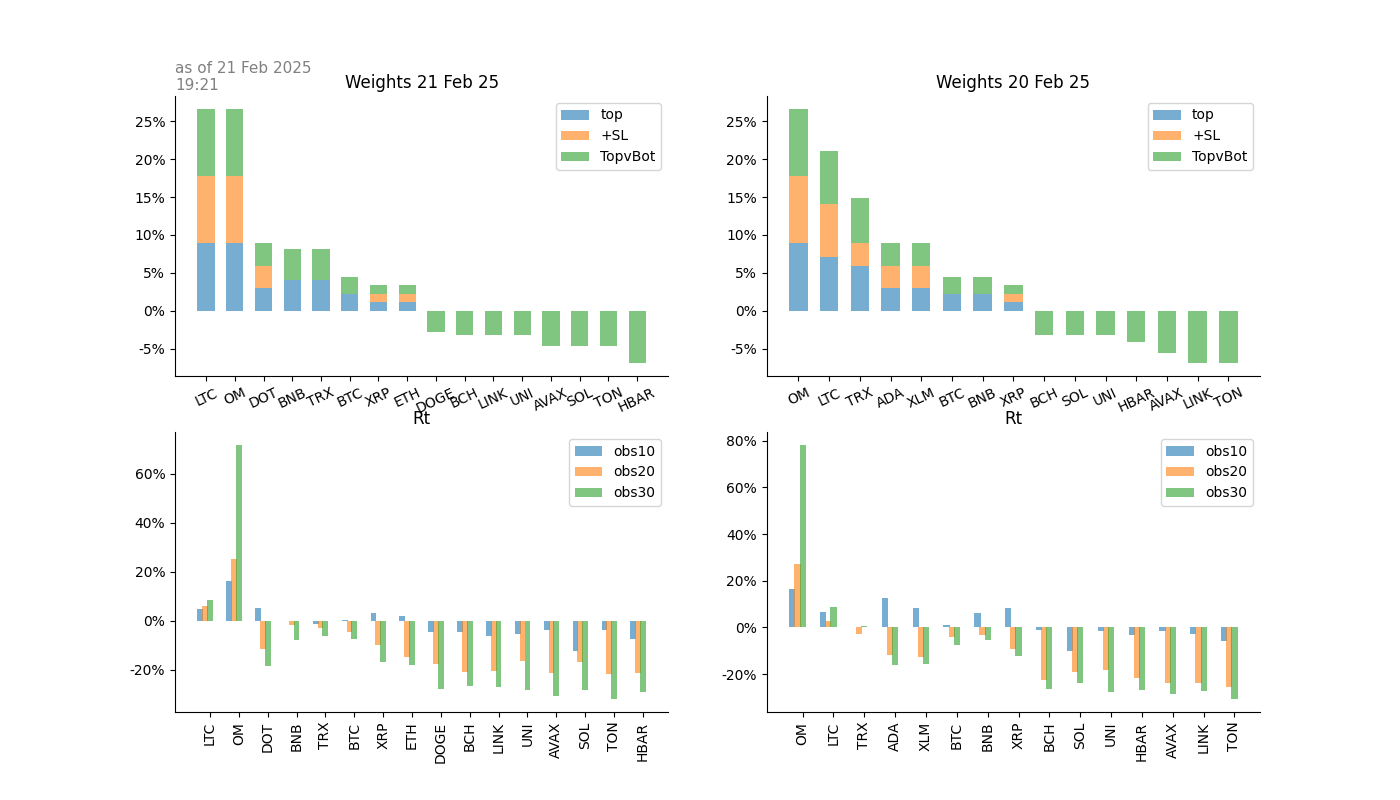 as of 21 Feb 2025
19:21
Weights 21 Feb 25
25%
20%
15%
10%
5%
0%
-5%
top
+SL
TopvBot
LTC OM DOT BNB TRX BTC XRP ETH DOGE BCH LINK UNI AVAX SOL TON HBAR
Weights 20 Feb 25
25%
20%
15%
10%
5%
0%
-5%
top
+SL
TopvBot
OM LTC TRX ADA XLM BTC BNB XRP BCH SOL UNI HBAR AVAX LINK TON
Rt
60%
40%
20%
0%
-20%
obs10
obs20
obs30
LTC OM DOT BNB TRX BTC XRP ETH DOGE BCH LINK UNI AVAX SOL TON HBAR
Rt
80%
60%
40%
20%
0%
-20%
obs10
obs20
obs30
OM LTC TRX ADA XLM BTC BNB XRP BCH SOL UNI HBAR AVAX LINK TON